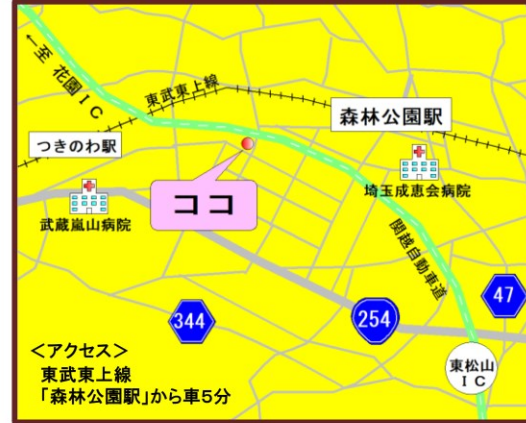 ←至 花園IC
東武東上線
森林公園駅
つきのわ駅
埼玉成恵会病院
ココ
武蔵嵐山病院
関越自動車道
47
344
254
東松山
IC
<アクセス>
東武東上線
「森林公園駅」から車5分